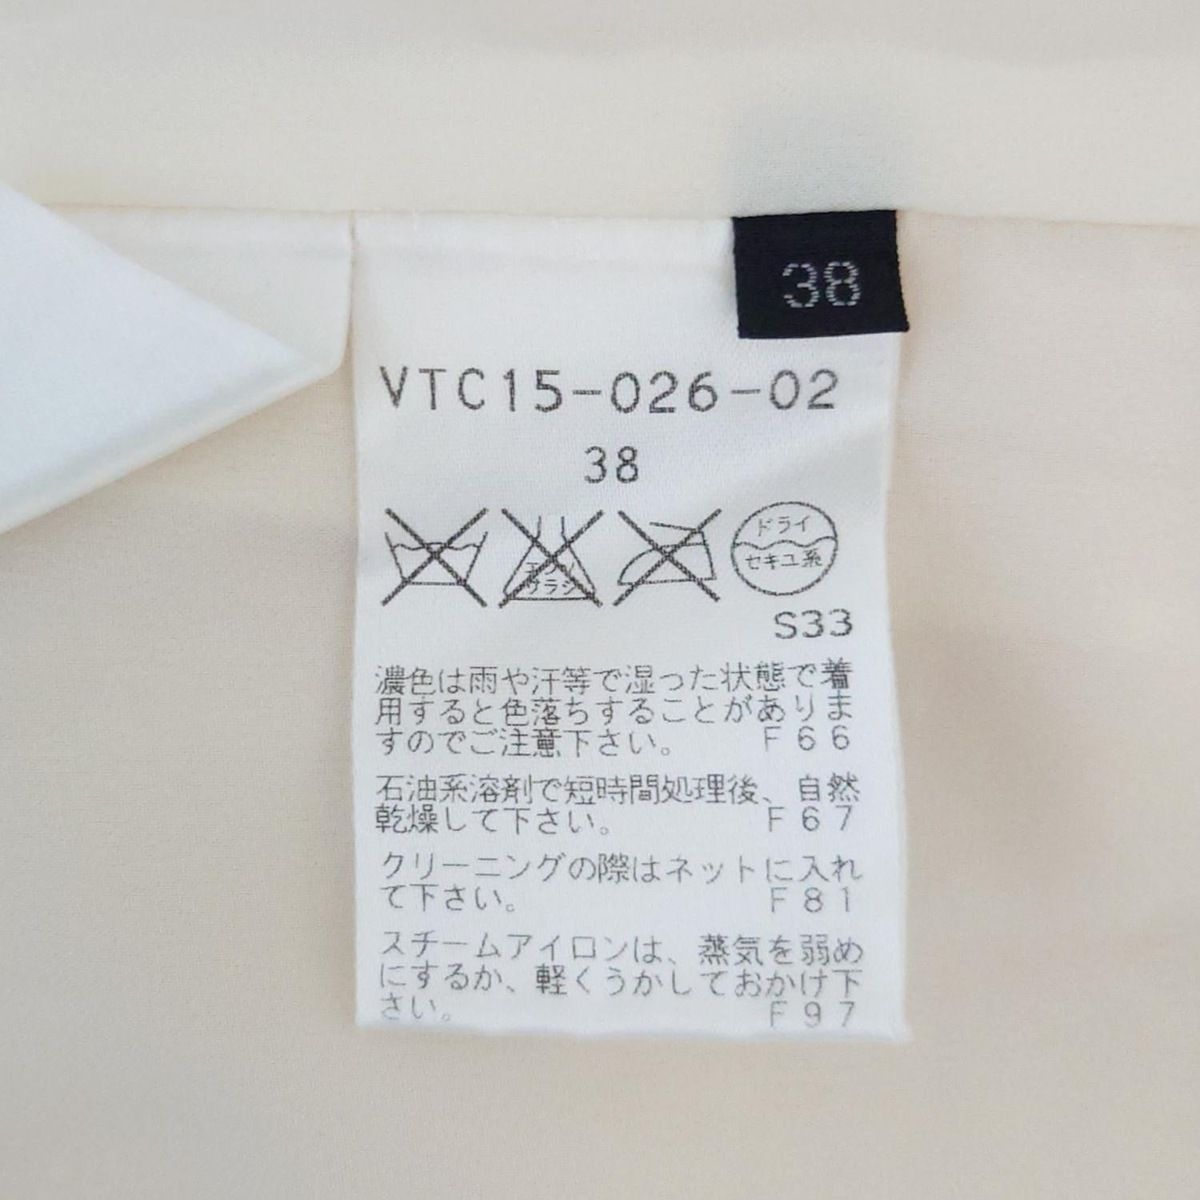 38
VTC15-026-02
38
エンソ
サラシ
ドライ
セキユ系
S33
濃色は雨や汗等で湿った状態で着
用すると色落ちすることがありま
すのでご注意下さい。 F66
石油系溶剤で短時間処理後、自然
乾燥して下さい。 F67
クリーニングの際はネットに入れ
て下さい。 F81
スチームアイロンは、蒸気を弱め
にするか、軽くうかしておかけ下
さい。 F97